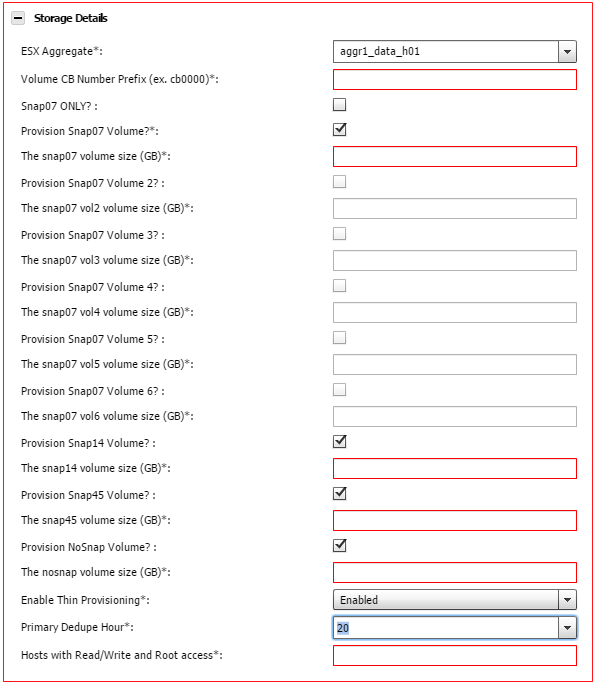 Storage Details
ESX Aggregate*: aggr1_data_h01
Volume CB Number Prefix (ex. cb0000)*:
Snap07 ONLY? :
Provision Snap07 Volume?*:
The snap07 volume size (GB)*:
Provision Snap07 Volume 2? :
The snap07 vol2 volume size (GB)*:
Provision Snap07 Volume 3? :
The snap07 vol3 volume size (GB)*:
Provision Snap07 Volume 4? :
The snap07 vol4 volume size (GB)*:
Provision Snap07 Volume 5? :
The snap07 vol5 volume size (GB)*:
Provision Snap07 Volume 6? :
The snap07 vol6 volume size (GB)*:
Provision Snap14 Volume? :
The snap14 volume size (GB)*:
Provision Snap45 Volume? :
The snap45 volume size (GB)*:
Provision NoSnap Volume? :
The nosnap volume size (GB)*:
Enable Thin Provisioning*: Enabled
Primary Dedupe Hour*: 20
Hosts with Read/Write and Root access*: